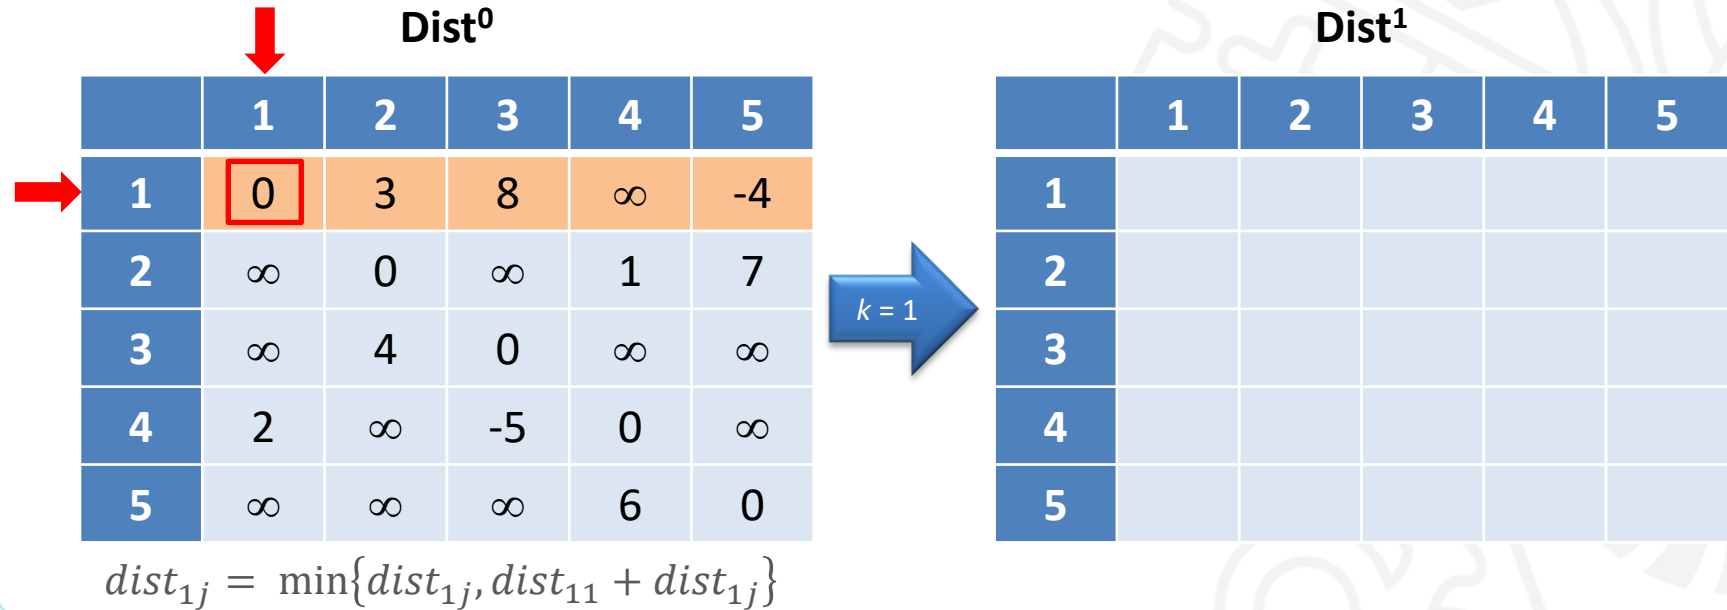 Dist⁰ Dist¹
1 2 3 4 5 1 2 3 4 5
1 0 3 8 ∞ -4 1
2 ∞ 0 ∞ 1 7 2
k = 1
3 ∞ 4 0 ∞ ∞ 3
4 2 ∞ -5 0 ∞ 4
5 ∞ ∞ ∞ 6 0 5
dist₁ⱼ = min{dist₁ⱼ, dist₁₁ + dist₁ⱼ}